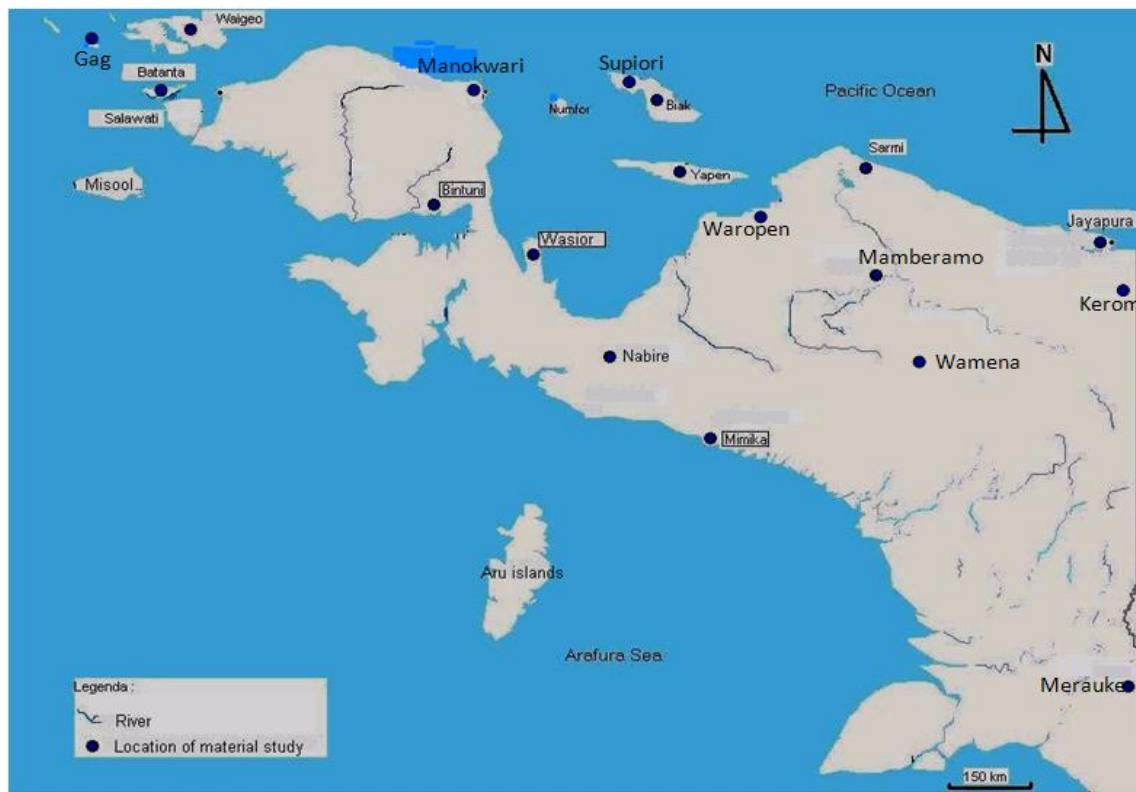 Waigeo
Gag
Batanta
Salawati
Misool
Manokwari
Supiori
Biak
Numfor
Pacific Ocean
N
Yapen
Sarmi
Bintuni
Wasior
Waropen
Jayapura
Mamberamo
Kerom
Nabire
Wamena
Mimika
Aru islands
Arafura Sea
Merauke
Legenda :
River
Location of material study
150 km